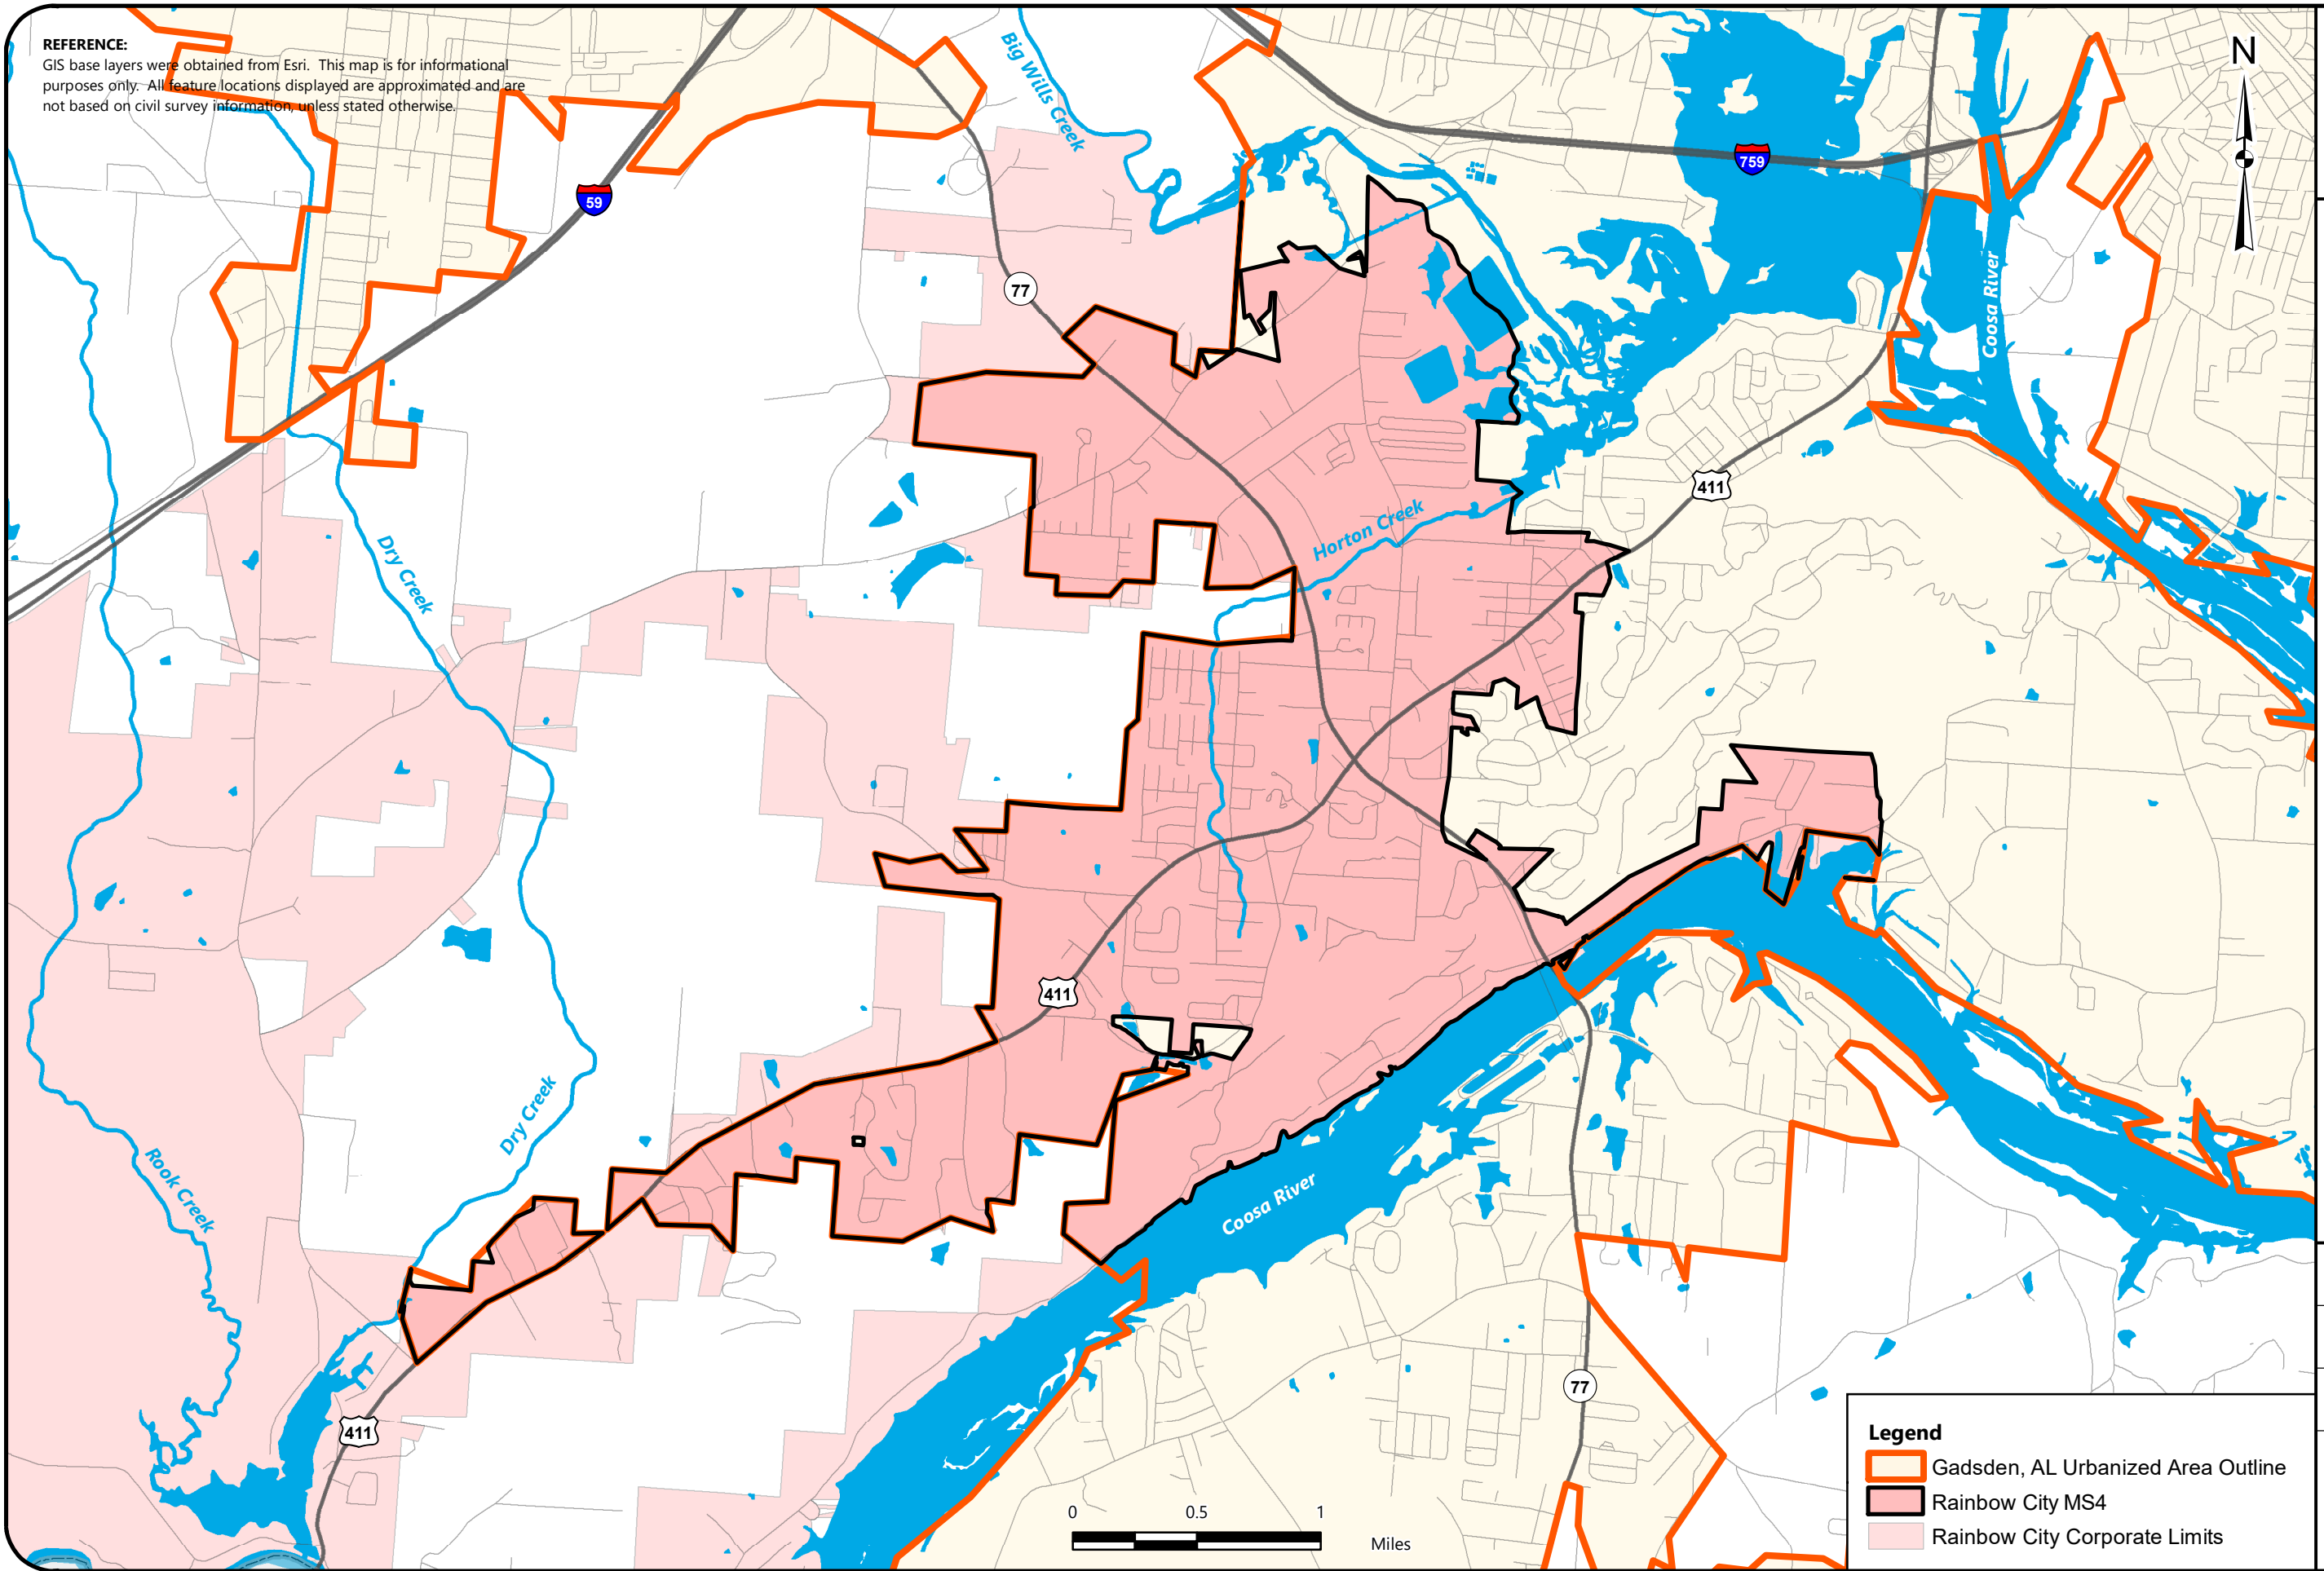 REFERENCE:
GIS base layers were obtained from Esri. This map is for informational
purposes only. All feature locations displayed are approximated and are
not based on civil survey information, unless stated otherwise.
N
Big Wills Creek
759
59
Coosa River
77
411
Horton Creek
Dry Creek
411
Dry Creek
Rook Creek
Coosa River
77
411
Legend
Gadsden, AL Urbanized Area Outline
Rainbow City MS4
Rainbow City Corporate Limits
0 0.5 1
Miles